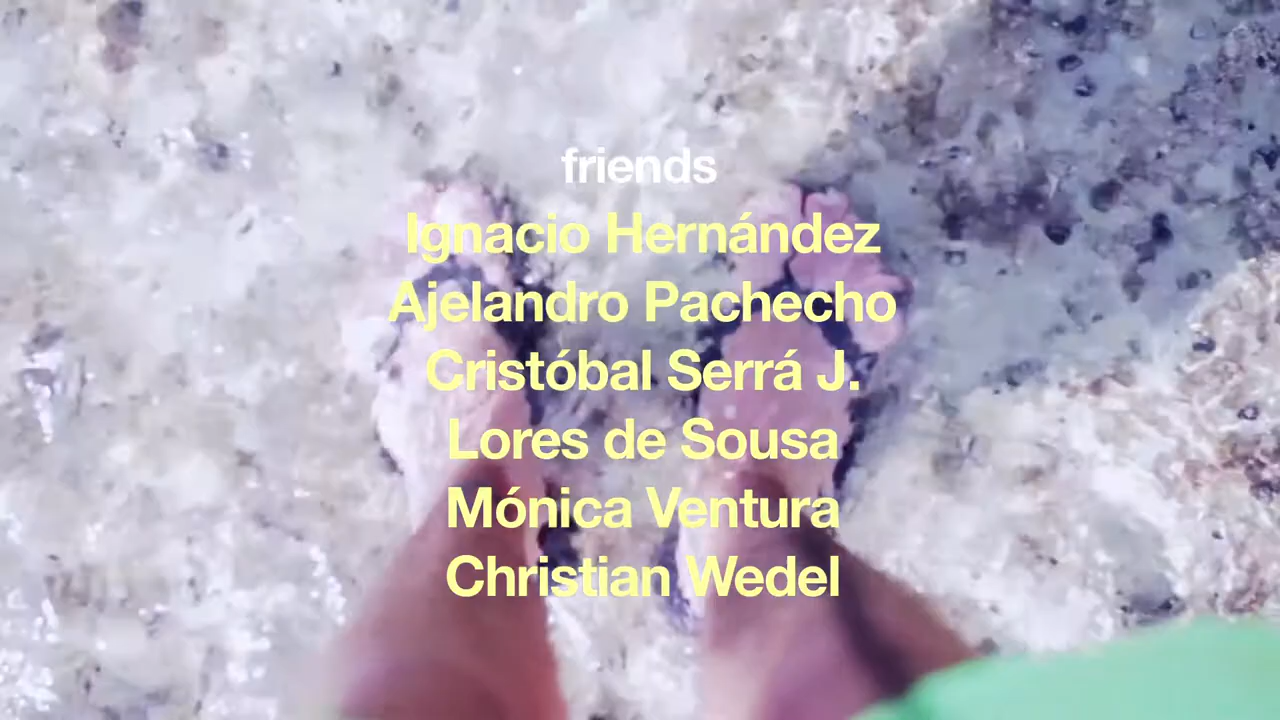 friends
Ignacio Hernández
Ajelandro Pachecho
Cristóbal Serrá J.
Lores de Sousa
Mónica Ventura
Christian Wedel